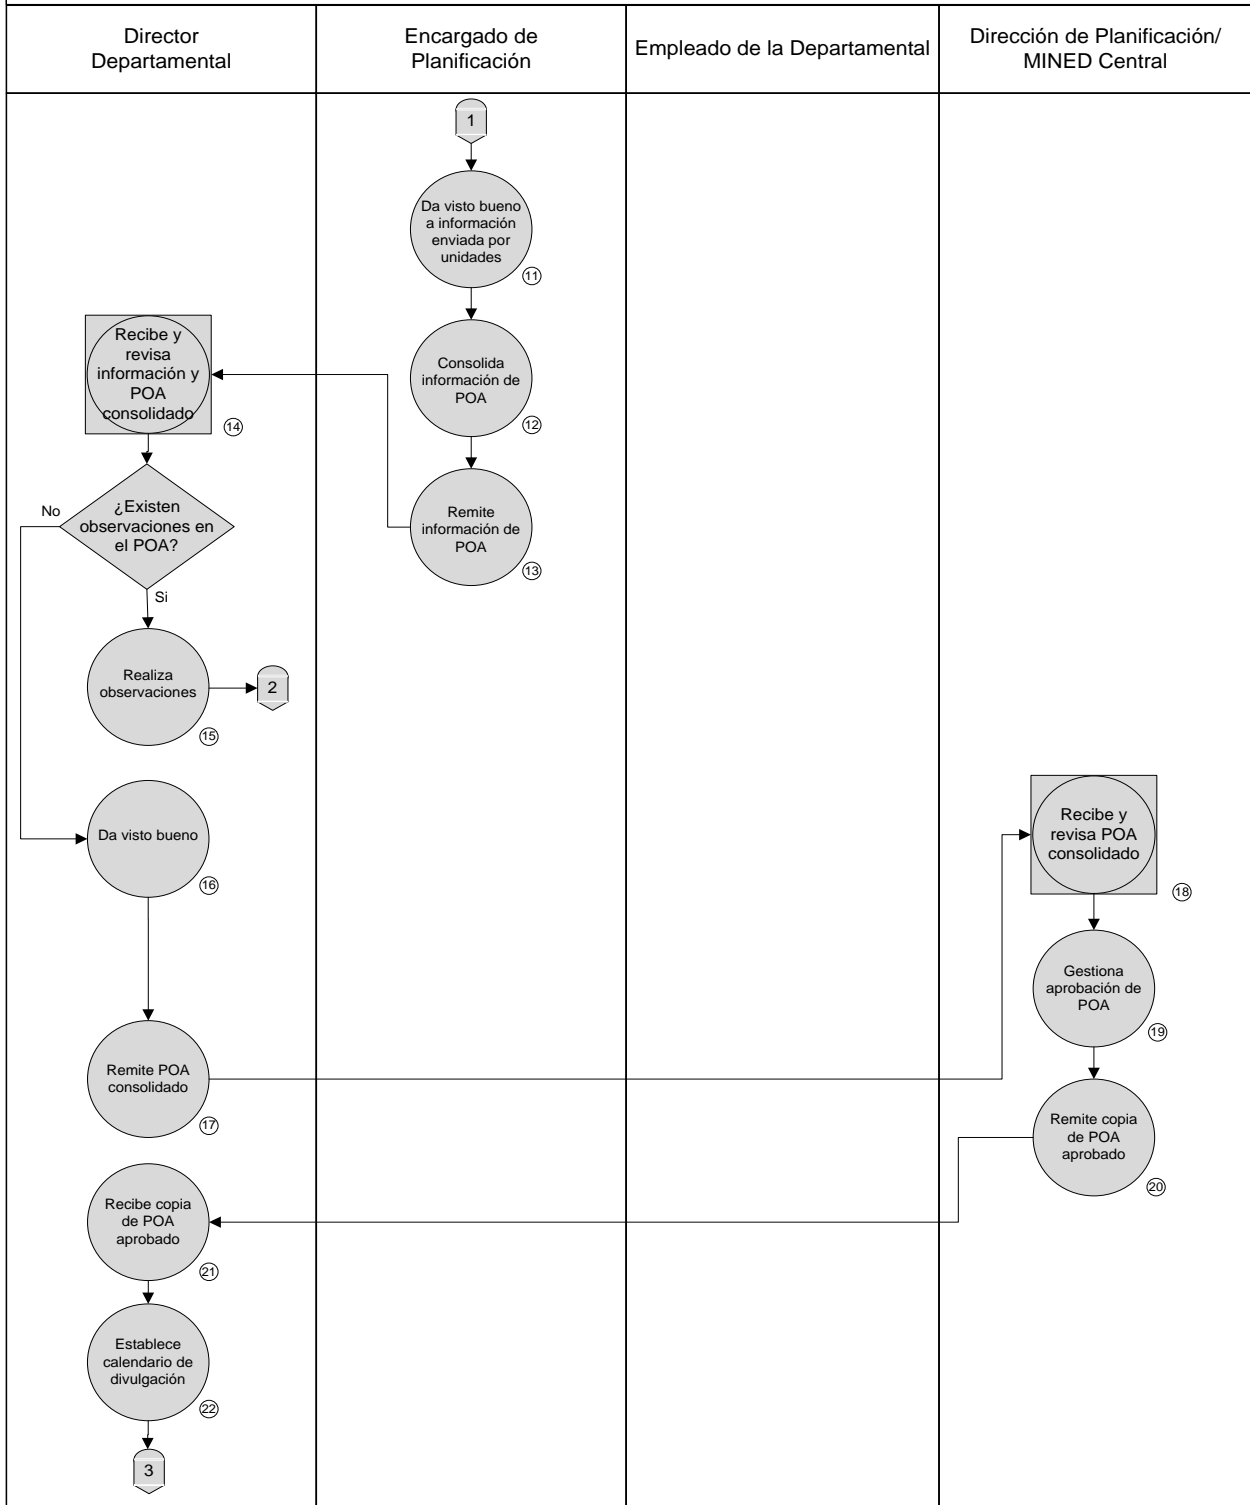 Director
Departamental
Encargado de
Planificación
Empleado de la Departamental
Dirección de Planificación/
MINED Central
1
Da visto bueno
a información
enviada por
unidades
11
Consolida
información de
POA
12
Remite
información de
POA
13
Recibe y
revisa
información y
POA
consolidado
14
¿Existen
observaciones en
el POA?
No
Si
Realiza
observaciones
15
2
Da visto bueno
16
Remite POA
consolidado
17
Recibe y
revisa POA
consolidado
18
Gestiona
aprobación de
POA
19
Remite copia
de POA
aprobado
20
Recibe copia
de POA
aprobado
21
Establece
calendario de
divulgación
22
3